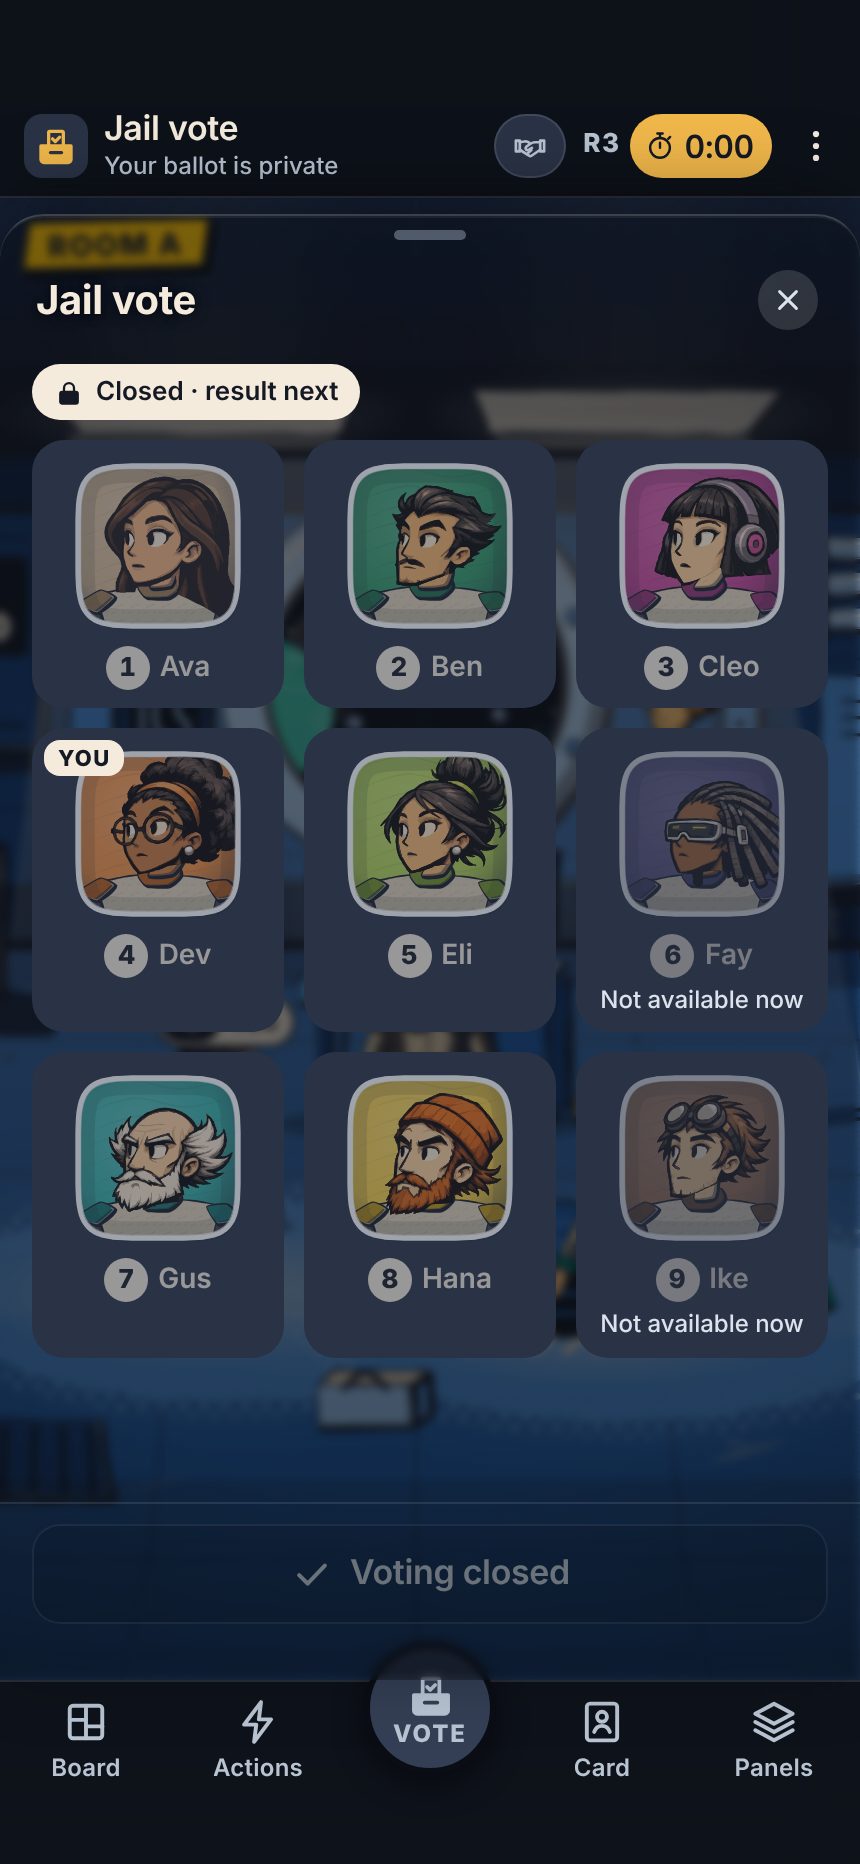 Jail vote
Your ballot is private
R3
0:00
ROOM A
Jail vote
Closed · result next
1 Ava
2 Ben
3 Cleo
YOU
4 Dev
5 Eli
6 Fay
Not available now
7 Gus
8 Hana
9 Ike
Not available now
Voting closed
Board
Actions
VOTE
Card
Panels